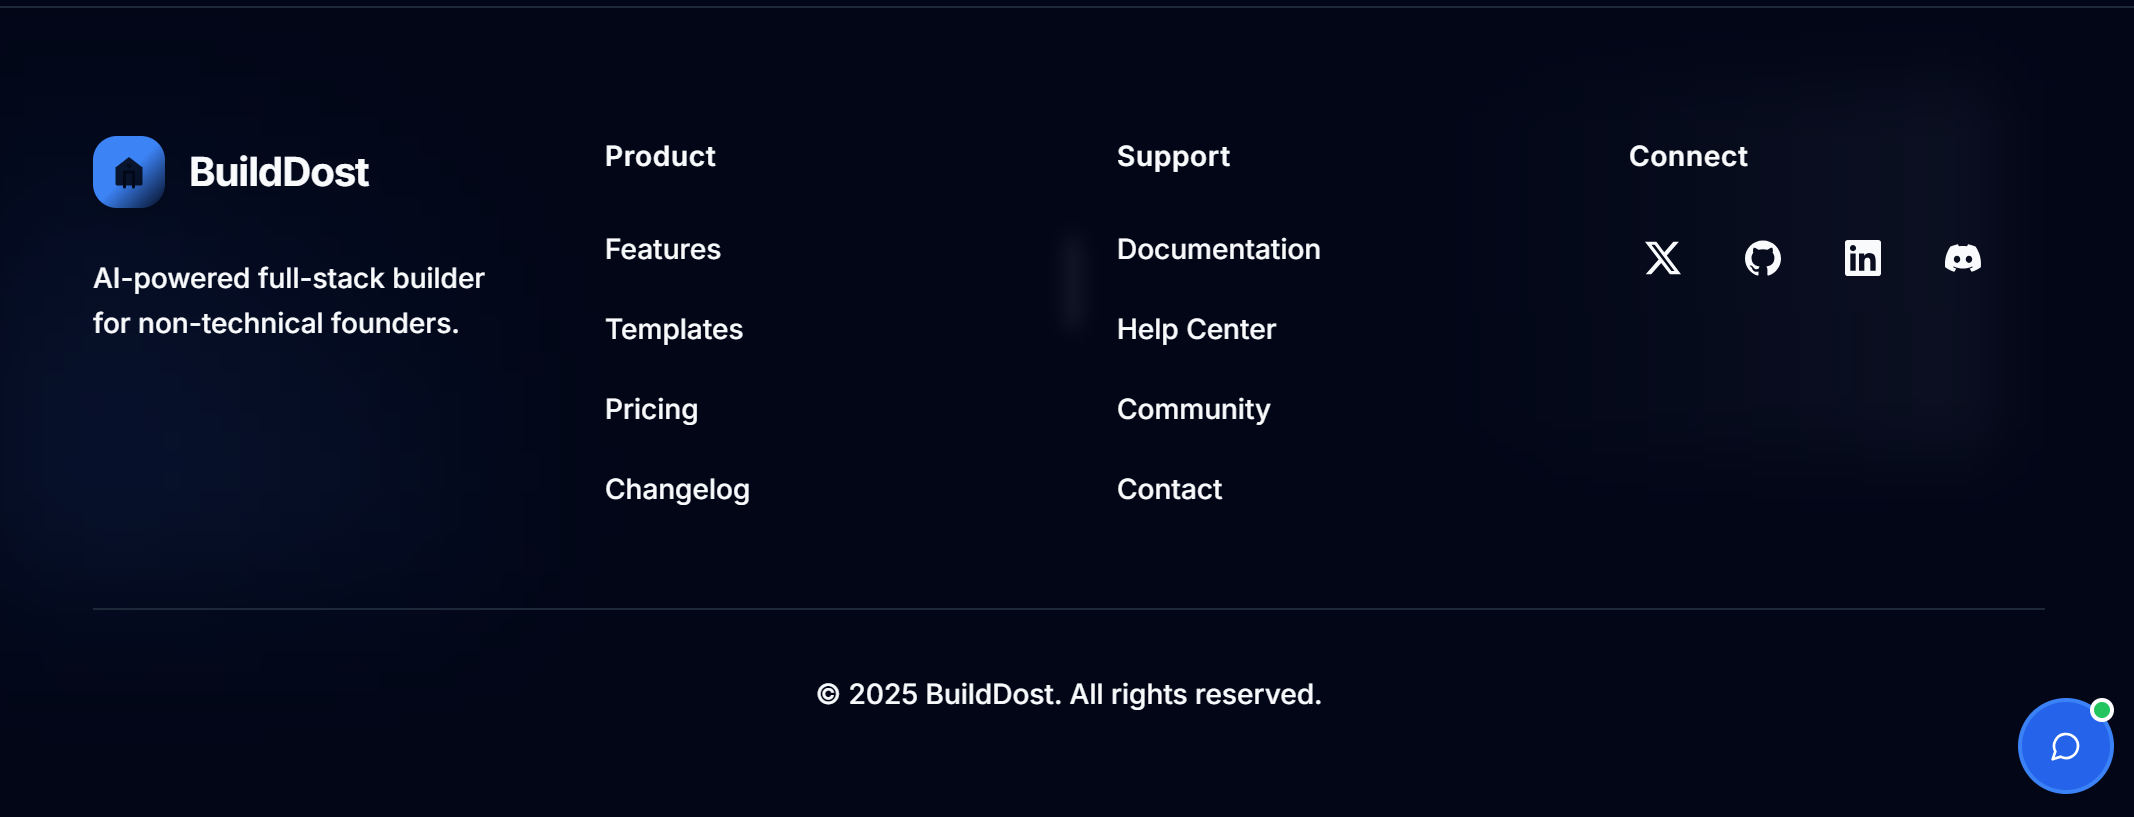 BuildDost
AI-powered full-stack builder
for non-technical founders.
Product
Features
Templates
Pricing
Changelog
Support
Documentation
Help Center
Community
Contact
Connect
© 2025 BuildDost. All rights reserved.